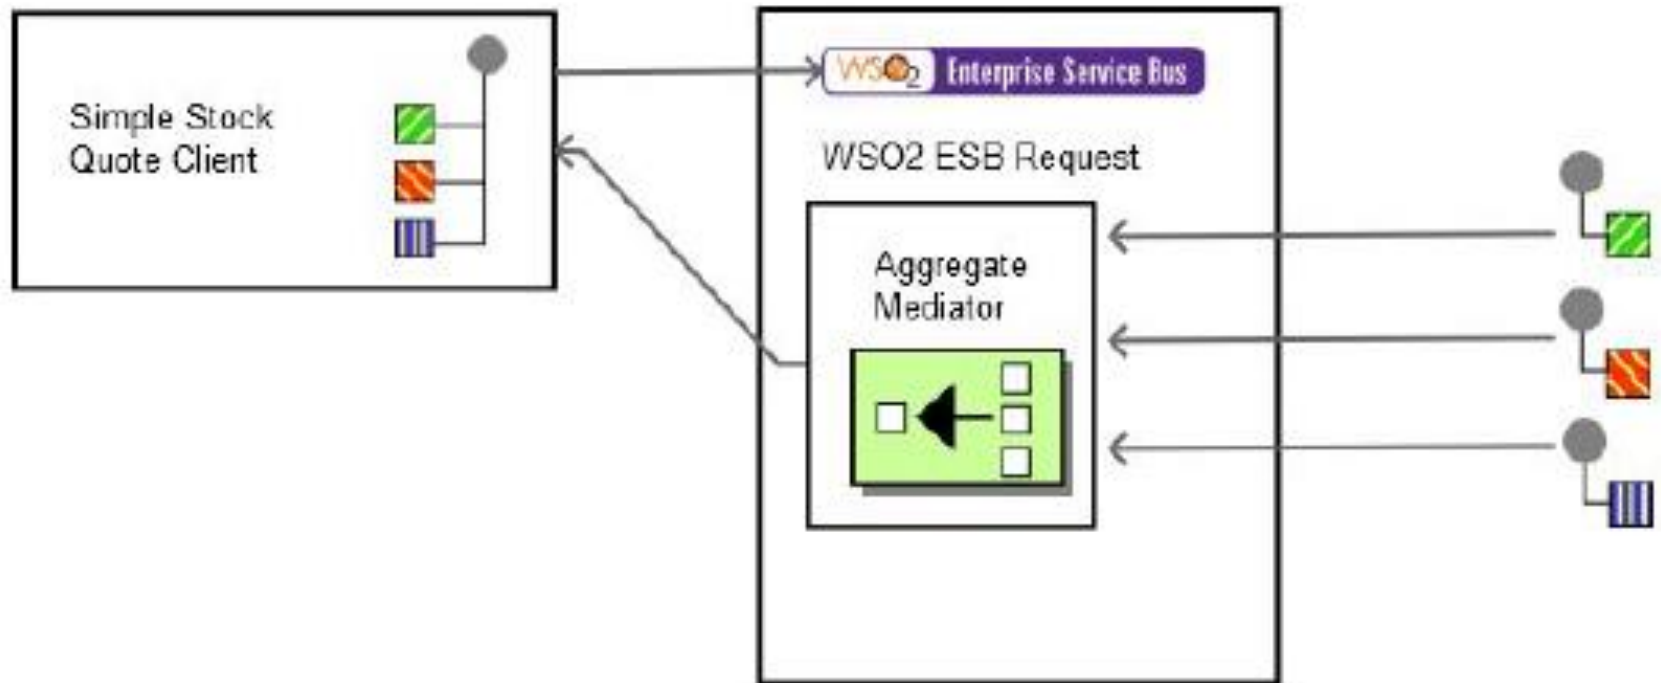 Simple Stock
Quote Client
WSO2 Enterprise Service Bus
WSO2 ESB Request
Aggregate
Mediator